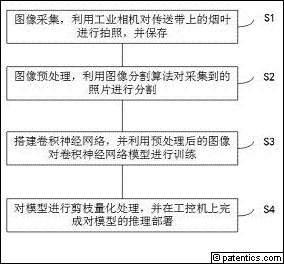 图像采集，利用工业相机对传送带上的烟叶
进行拍照，并保存
S1
图像预处理，利用图像分割算法对采集到的
照片进行分割
S2
搭建卷积神经网络，并利用预处理后的图像
对卷积神经网络模型进行训练
S3
对模型进行剪枝量化处理，并在工控机上完
成对模型的推理部署
S4
© patentics.com